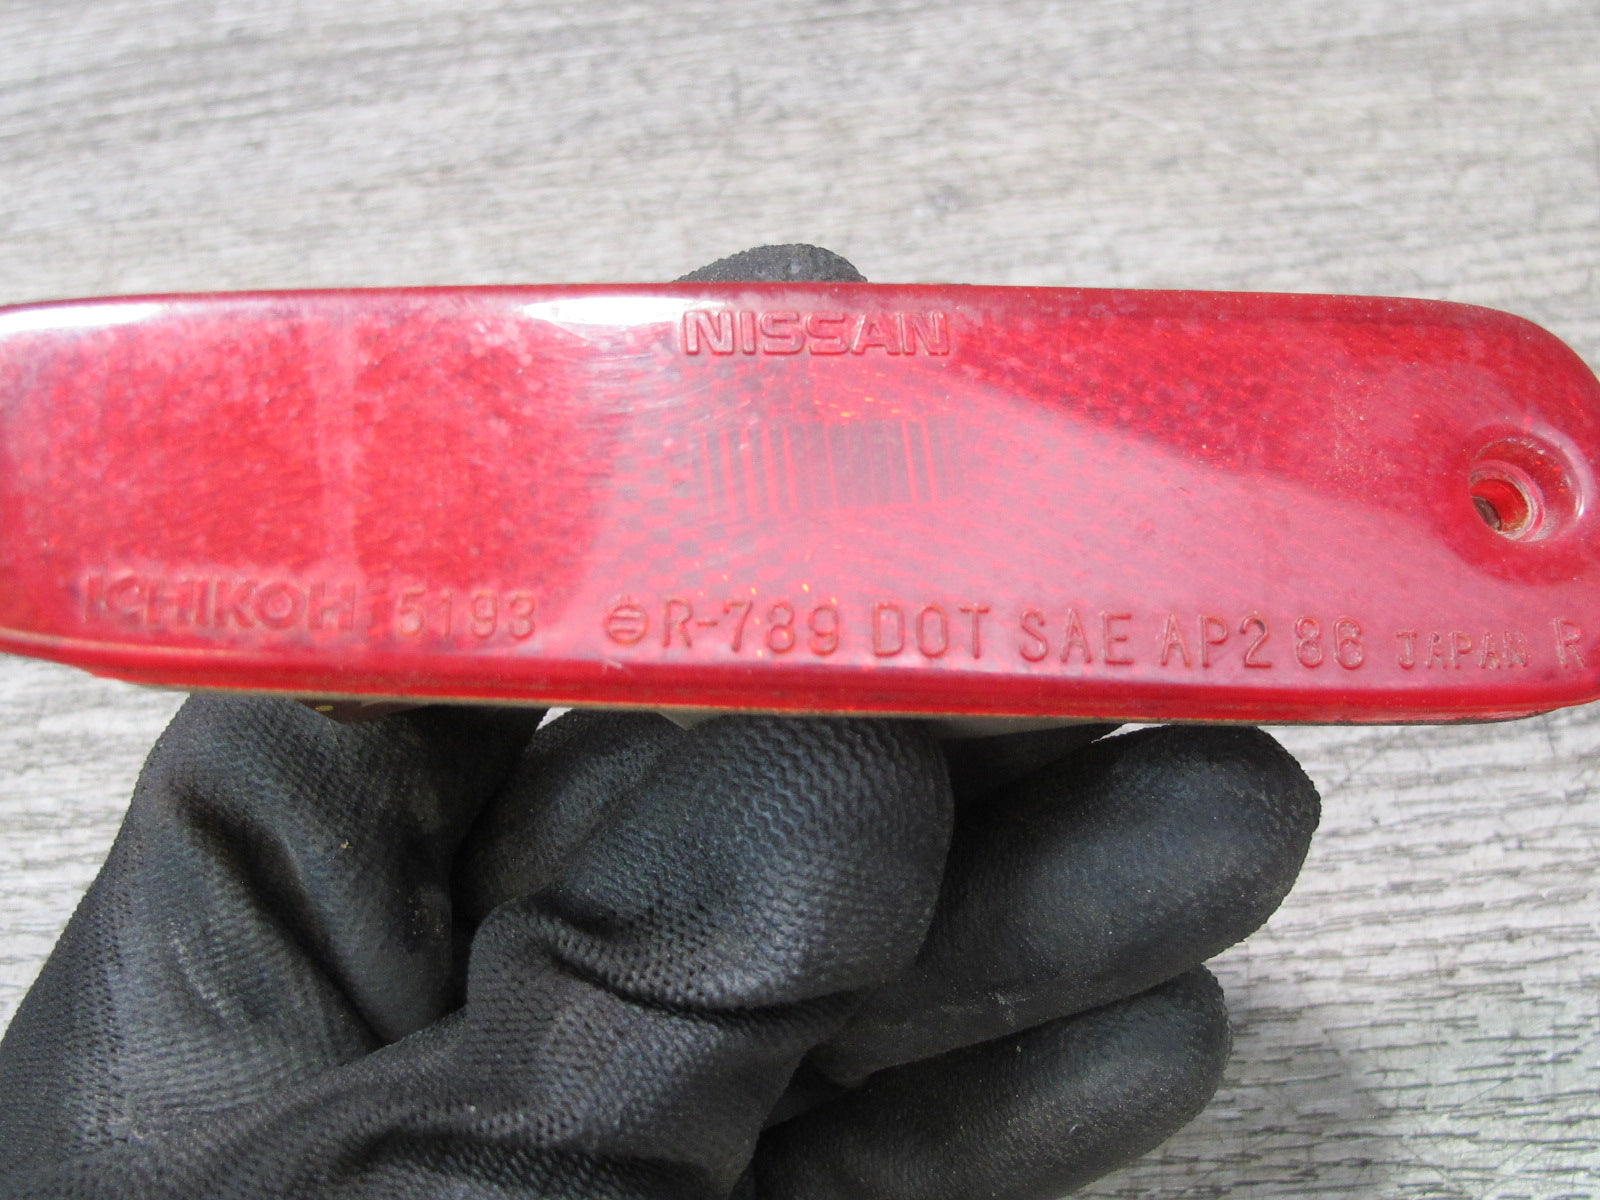 NISSAN
ICHIKOH 5193 ⊖R-789 DOT SAE AP2 86 JAPAN R